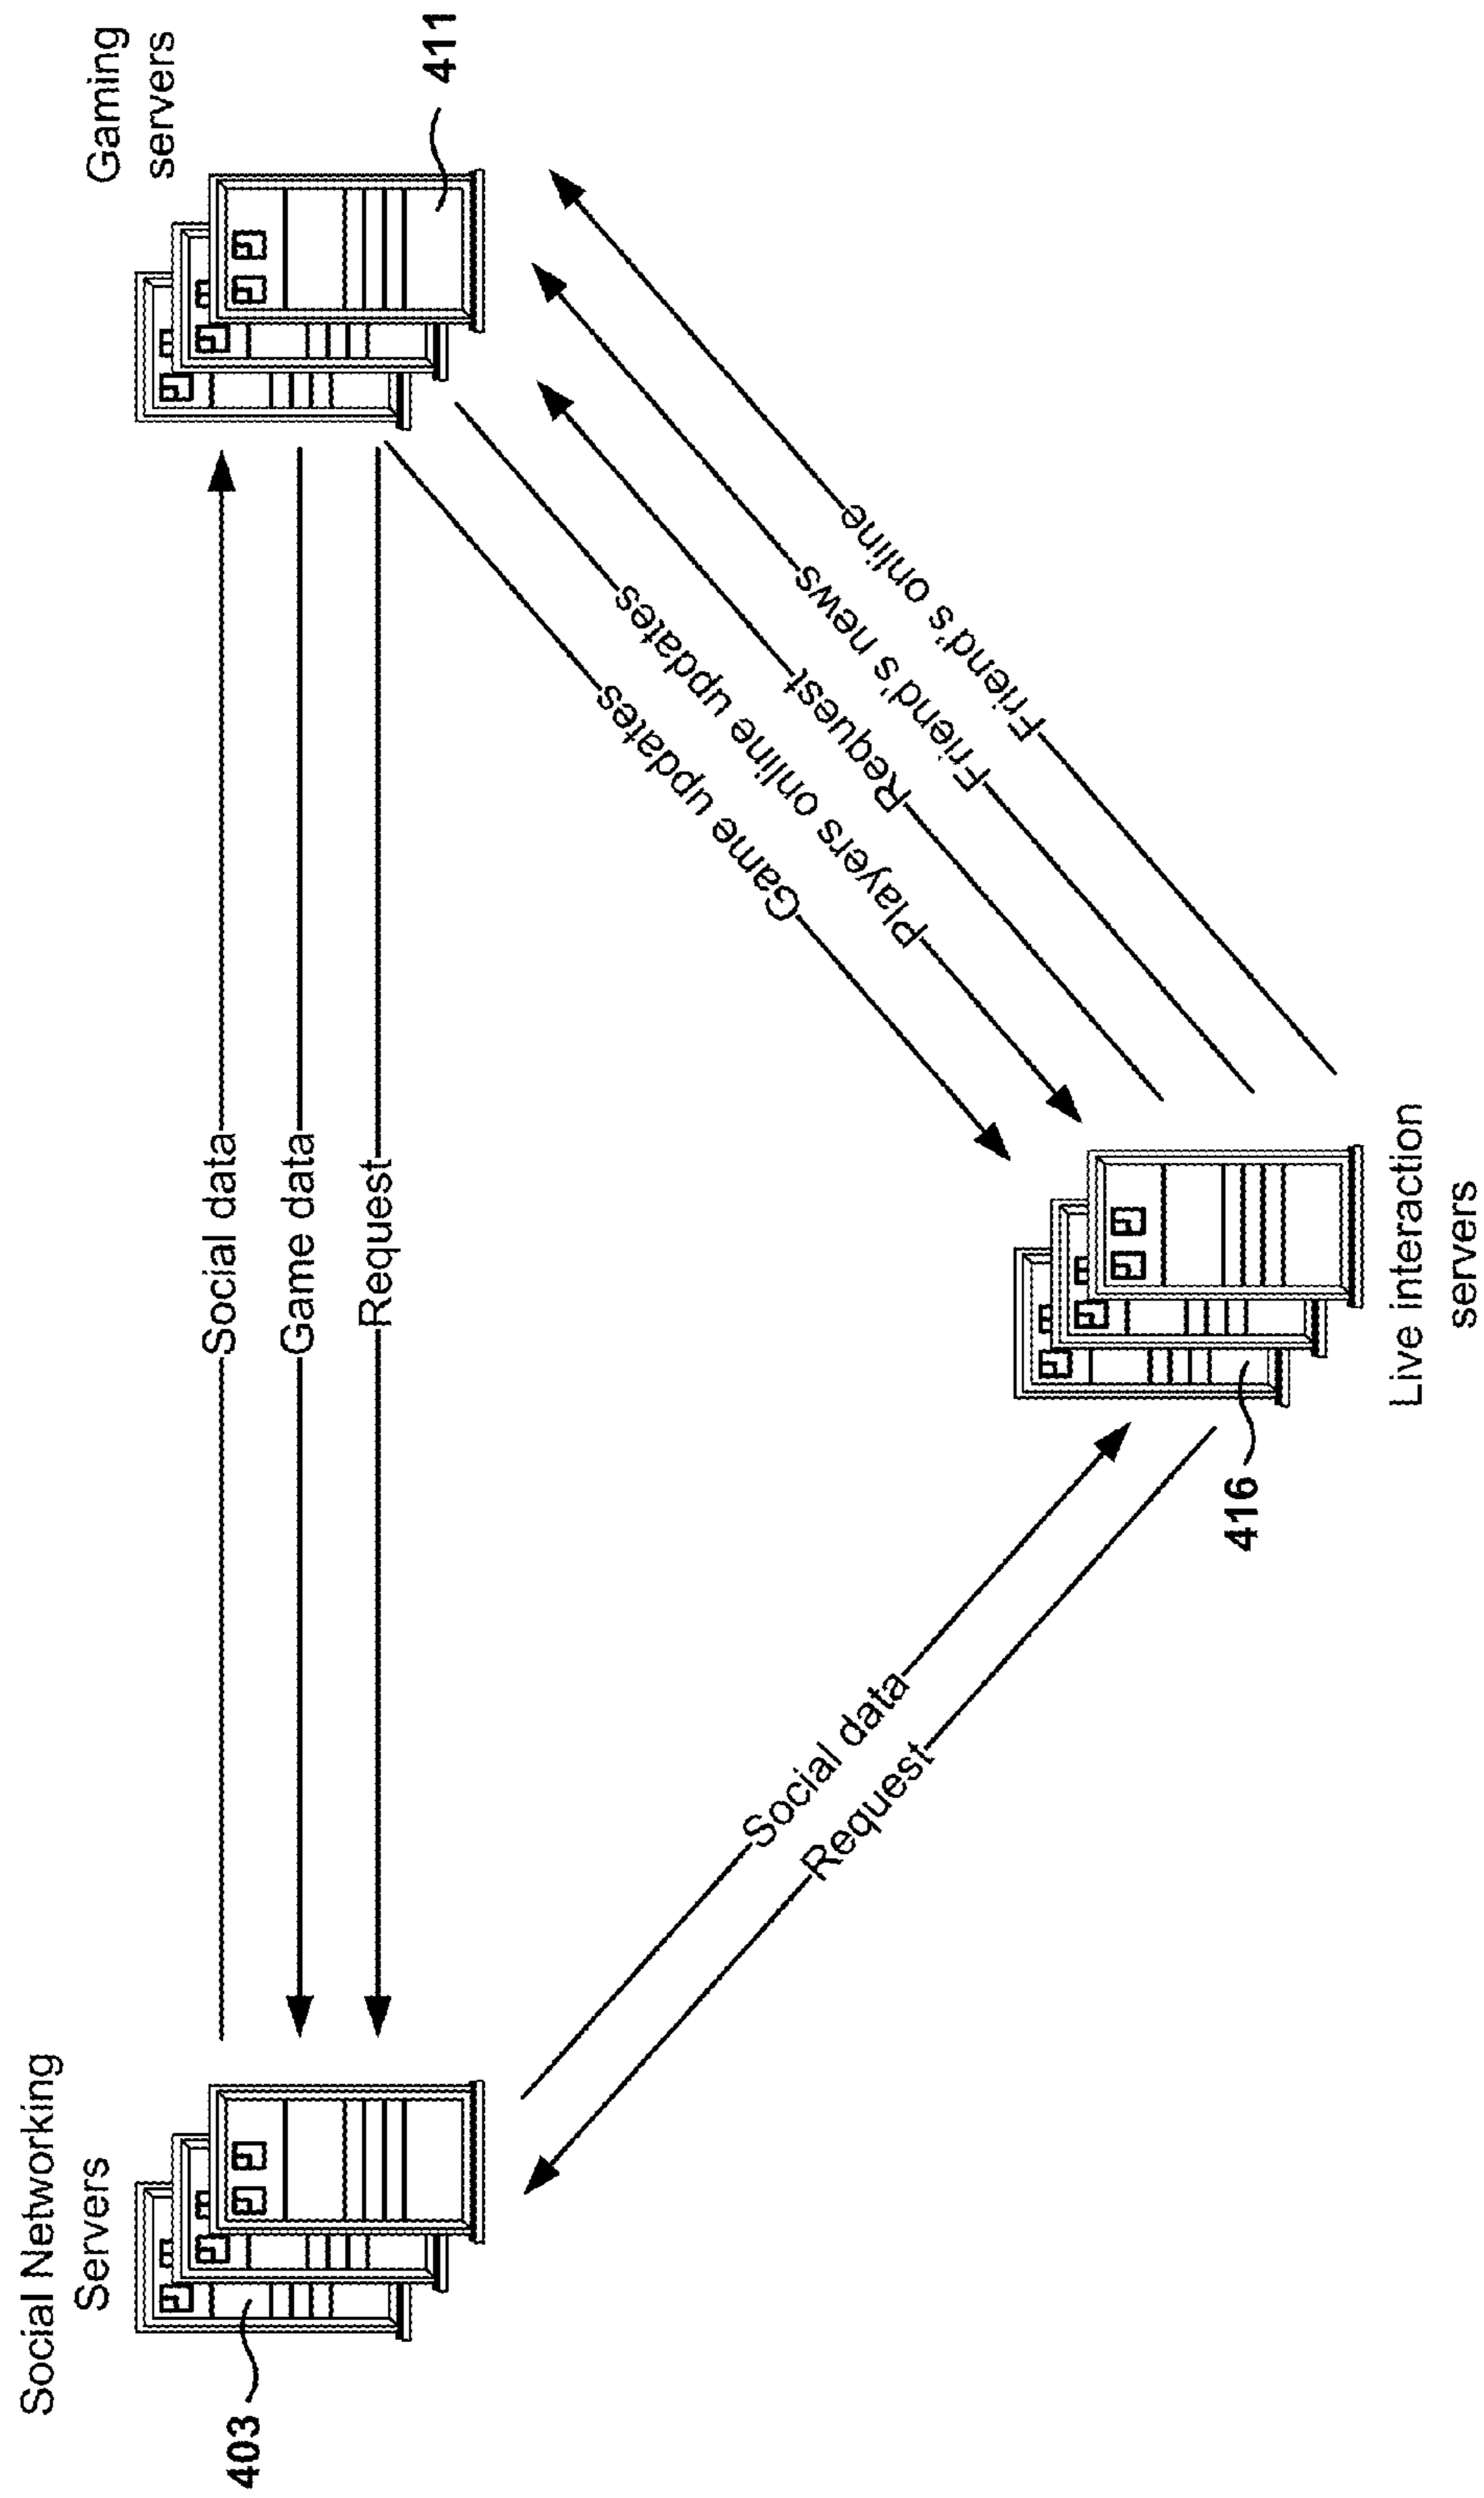 Social Networking
Servers
403
Gaming
servers
411
Social data
Game data
Request
Social data
Request
Game updates
Players online updates
Request
Friend's news
Friend's online
416
Live interaction
servers